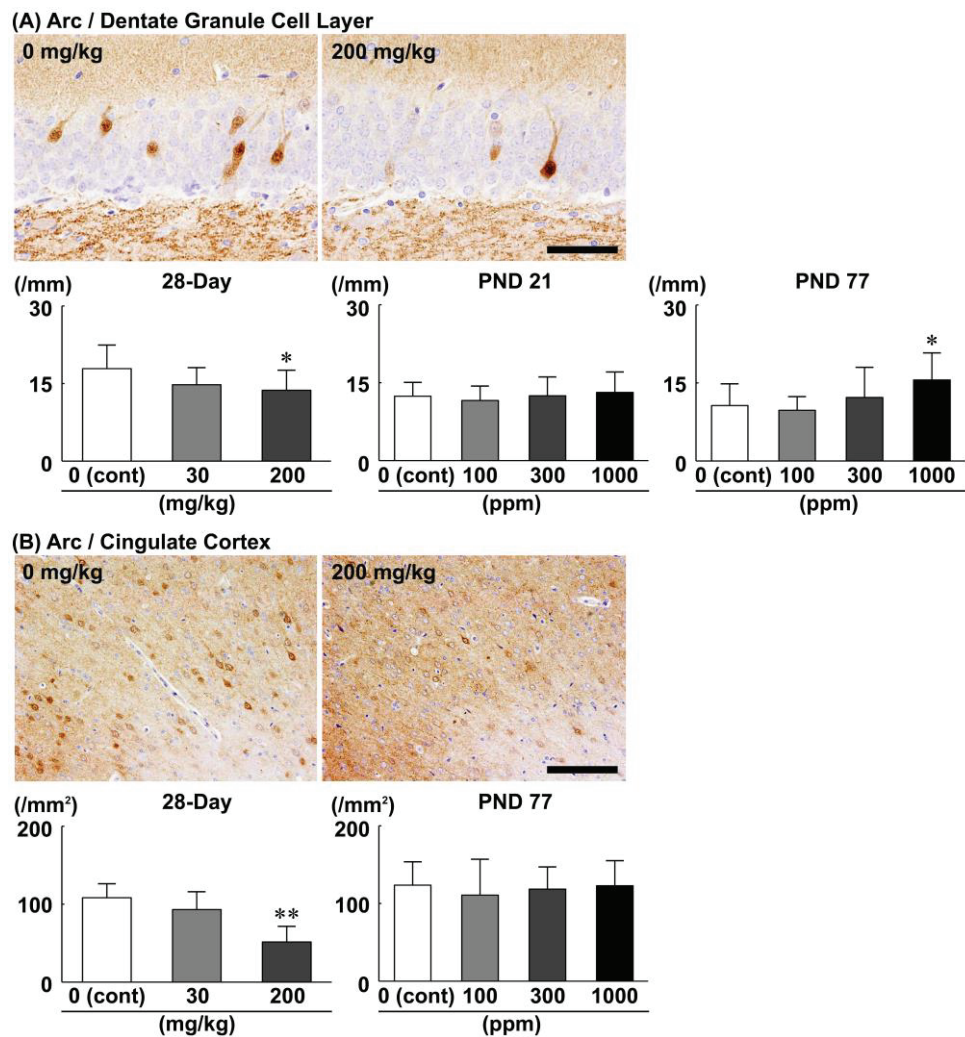 (A) Arc / Dentate Granule Cell Layer
0 mg/kg 200 mg/kg
(/mm) 28-Day (/mm) PND 21 (/mm) PND 77
30 30 30
* *
15 15 15
0 0 0
0 (cont) 30 200 0 (cont) 100 300 1000 0 (cont) 100 300 1000
(mg/kg) (ppm) (ppm)
(B) Arc / Cingulate Cortex
0 mg/kg 200 mg/kg
(/mm²) 28-Day (/mm²) PND 77
200 200
100 100
**
0 0
0 (cont) 30 200 0 (cont) 100 300 1000
(mg/kg) (ppm)